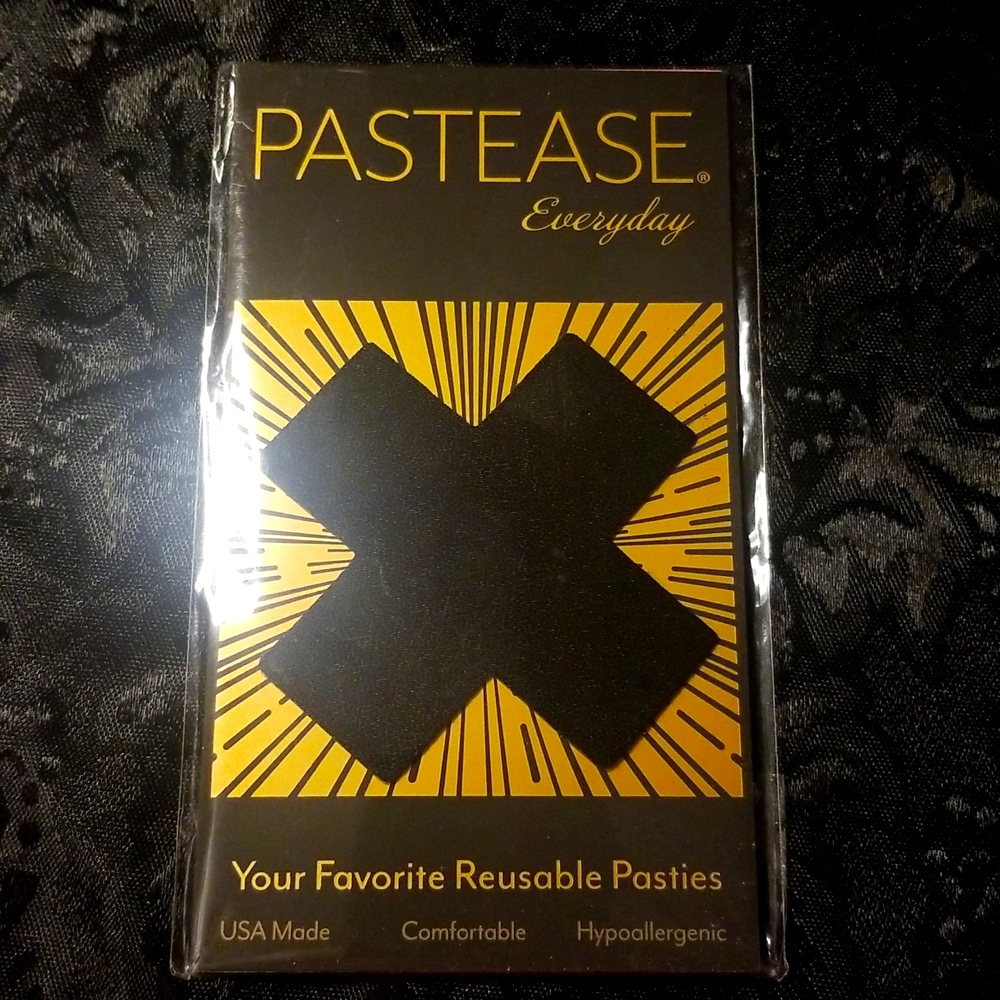 PASTEASE®
Everyday
Your Favorite Reusable Pasties
USA Made Comfortable Hypoallergenic